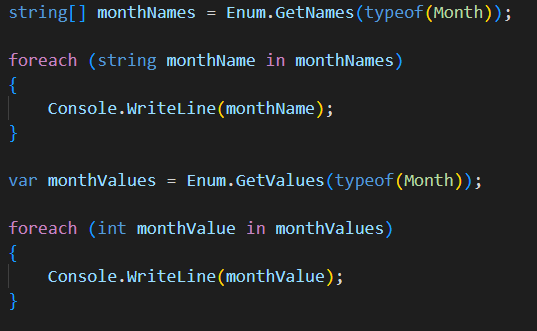 string[] monthNames = Enum.GetNames(typeof(Month));
foreach (string monthName in monthNames)
{
    Console.WriteLine(monthName);
}
var monthValues = Enum.GetValues(typeof(Month));
foreach (int monthValue in monthValues)
{
    Console.WriteLine(monthValue);
}